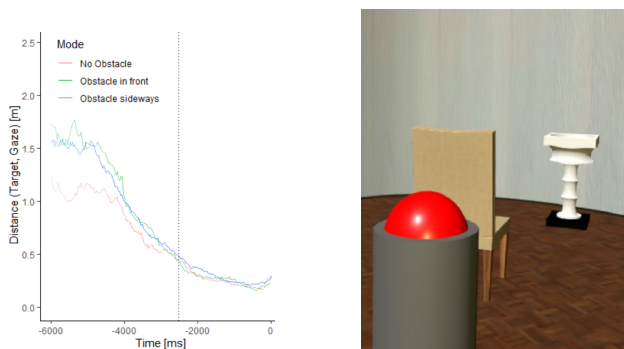 2.5
2.0
1.5
1.0
0.5
0.0
Distance (Target, Gaze) [m]
Mode
No Obstacle
Obstacle in front
Obstacle sideways
-6000 -4000 -2000 0
Time [ms]